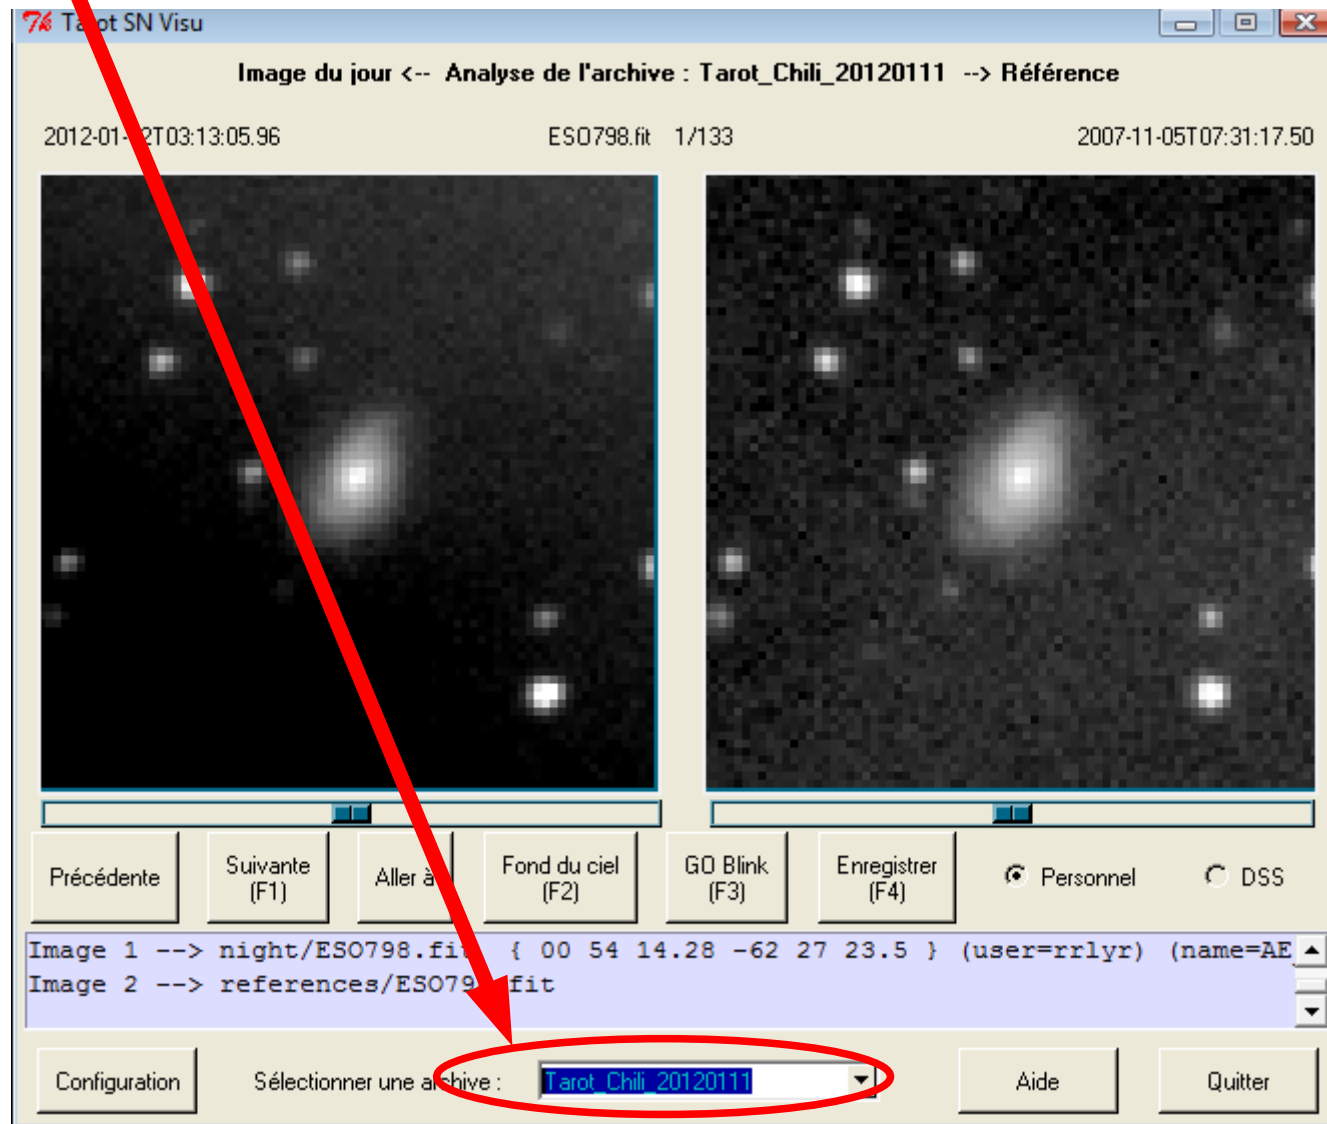 Tarot SN Visu
Image du jour <-- Analyse de l'archive : Tarot_Chili_20120111 --> Référence
2012-01-12T03:13:05.96 ESO798.fit 1/133 2007-11-05T07:31:17.50
Précédente
Suivante
(F1)
Aller à
Fond du ciel
(F2)
GO Blink
(F3)
Enregistrer
(F4)
Personnel
DSS
Image 1 --> night/ESO798.fit { 00 54 14.28 -62 27 23.5 } (user=rrlyr) (name=AE
Image 2 --> references/ESO798.fit
Configuration Sélectionner une archive : Tarot_Chili_20120111 Aide Quitter